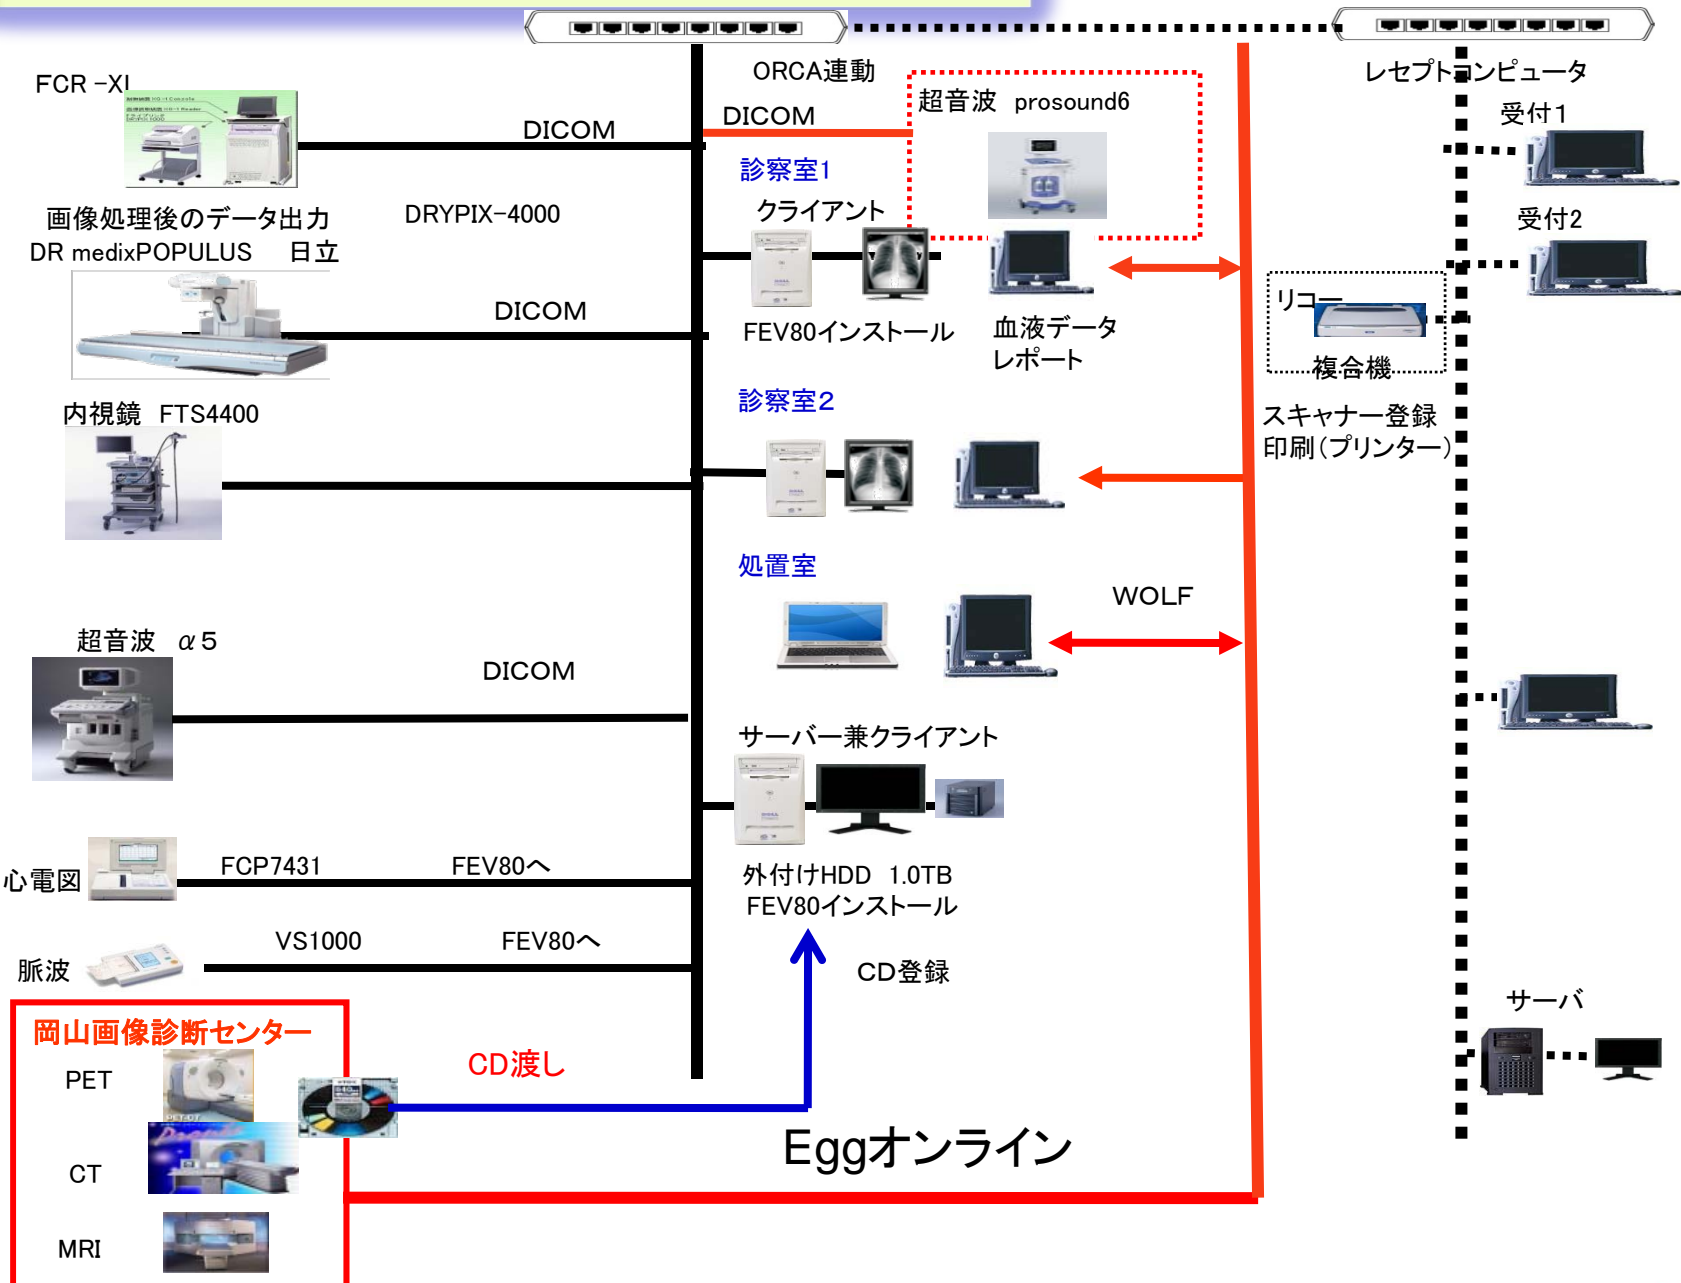 ORCA連動
レセプトコンピュータ
FCR-XI
超音波 prosound6
受付1
DICOM
DICOM
診察室1
クライアント
画像処理後のデータ出力
DRYPIX-4000
DR medixPOPULUS 日立
受付2
DICOM
FEV80インストール
血液データ
レポート
リコー
複合機
内視鏡 FTS4400
診察室2
スキャナー登録
印刷(プリンター)
処置室
WOLF
超音波 α5
DICOM
サーバー兼クライアント
心電図
FCP7431
FEV80へ
外付けHDD 1.0TB
FEV80インストール
脈波
VS1000
FEV80へ
CD登録
サーバ
岡山画像診断センター
PET
PET-CT
CD渡し
Eggオンライン
CT
MRI